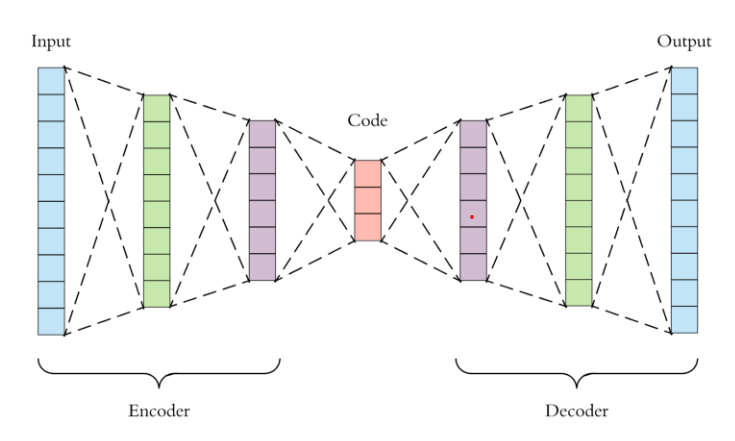 Input
Output
Code
Encoder
Decoder